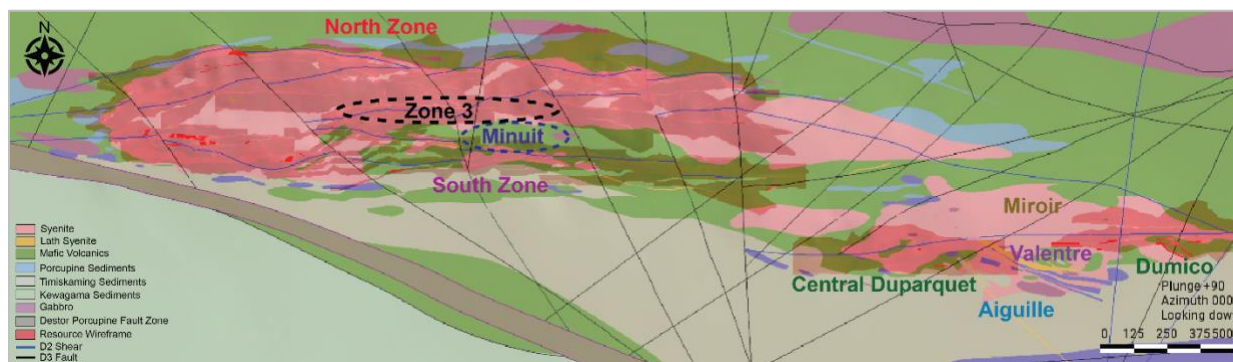 N
North Zone
Zone 3
Minuit
South Zone
Miroir
Valentre
Dumico
Central Duparquet
Aiguille
Syenite
Lath Syenite
Mafic Volcanics
Porcupine Sediments
Timiskaming Sediments
Kewagama Sediments
Gabbro
Destor Porcupine Fault Zone
Resource Wireframe
D2 Shear
D3 Fault
Plunge +90
Azimuth 000
Looking down
0 125 250 375 500